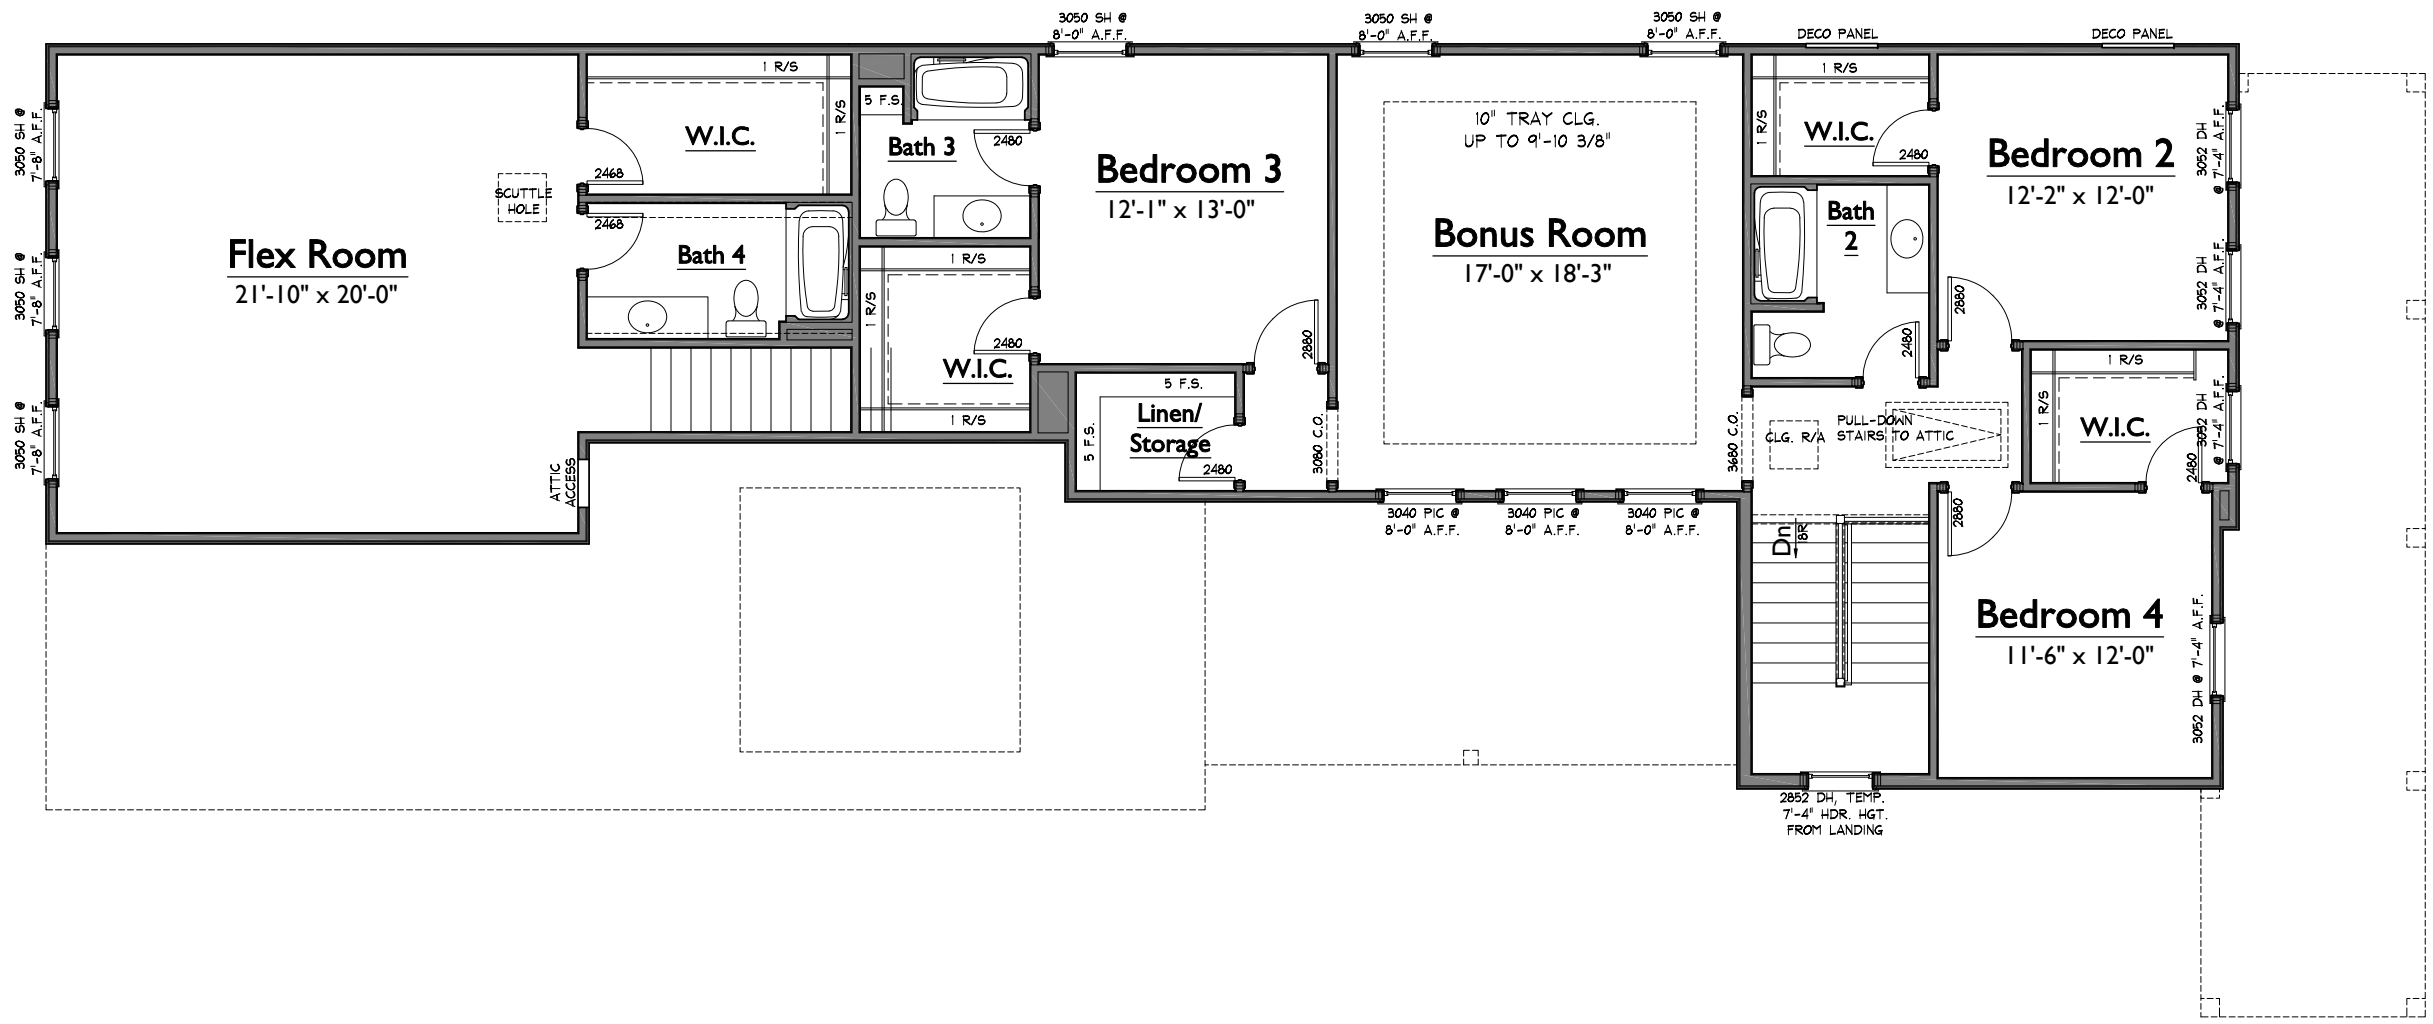 3050 SH @
8'-0" A.F.F.
3050 SH @
8'-0" A.F.F.
3050 SH @
8'-0" A.F.F.
DECO PANEL
DECO PANEL
3050 SH @
7'-8" A.F.F.
3050 SH @
7'-8" A.F.F.
3050 SH @
7'-8" A.F.F.
Flex Room
21'-10" x 20'-0"
SCUTTLE
HOLE
ATTIC
ACCESS
1 R/S
1 R/S
W.I.C.
2468
2468
Bath 4
5 F.S.
Bath 3
2480
1 R/S
1 R/S
W.I.C.
2480
1 R/S
Bedroom 3
12'-1" x 13'-0"
2880
5 F.S.
5 F.S.
Linen/
Storage
2480
3080 C.O.
10" TRAY CLG.
UP TO 9'-10 3/8"
Bonus Room
17'-0" x 18'-3"
3680 C.O.
3040 PIC @
8'-0" A.F.F.
3040 PIC @
8'-0" A.F.F.
3040 PIC @
8'-0" A.F.F.
1 R/S
1 R/S
W.I.C.
2480
Bath
2
2480
Bedroom 2
12'-2" x 12'-0"
2880
3052 DH
@ 7'-4" A.F.F.
3052 DH
@ 7'-4" A.F.F.
3052 DH
@ 7'-4" A.F.F.
1 R/S
1 R/S
W.I.C.
2480
CLG. R/A
PULL-DOWN
STAIRS TO ATTIC
2880
Dn
18R
Bedroom 4
11'-6" x 12'-0"
3052 DH @ 7'-4" A.F.F.
2852 DH, TEMP.
7'-4" HDR. HGT.
FROM LANDING